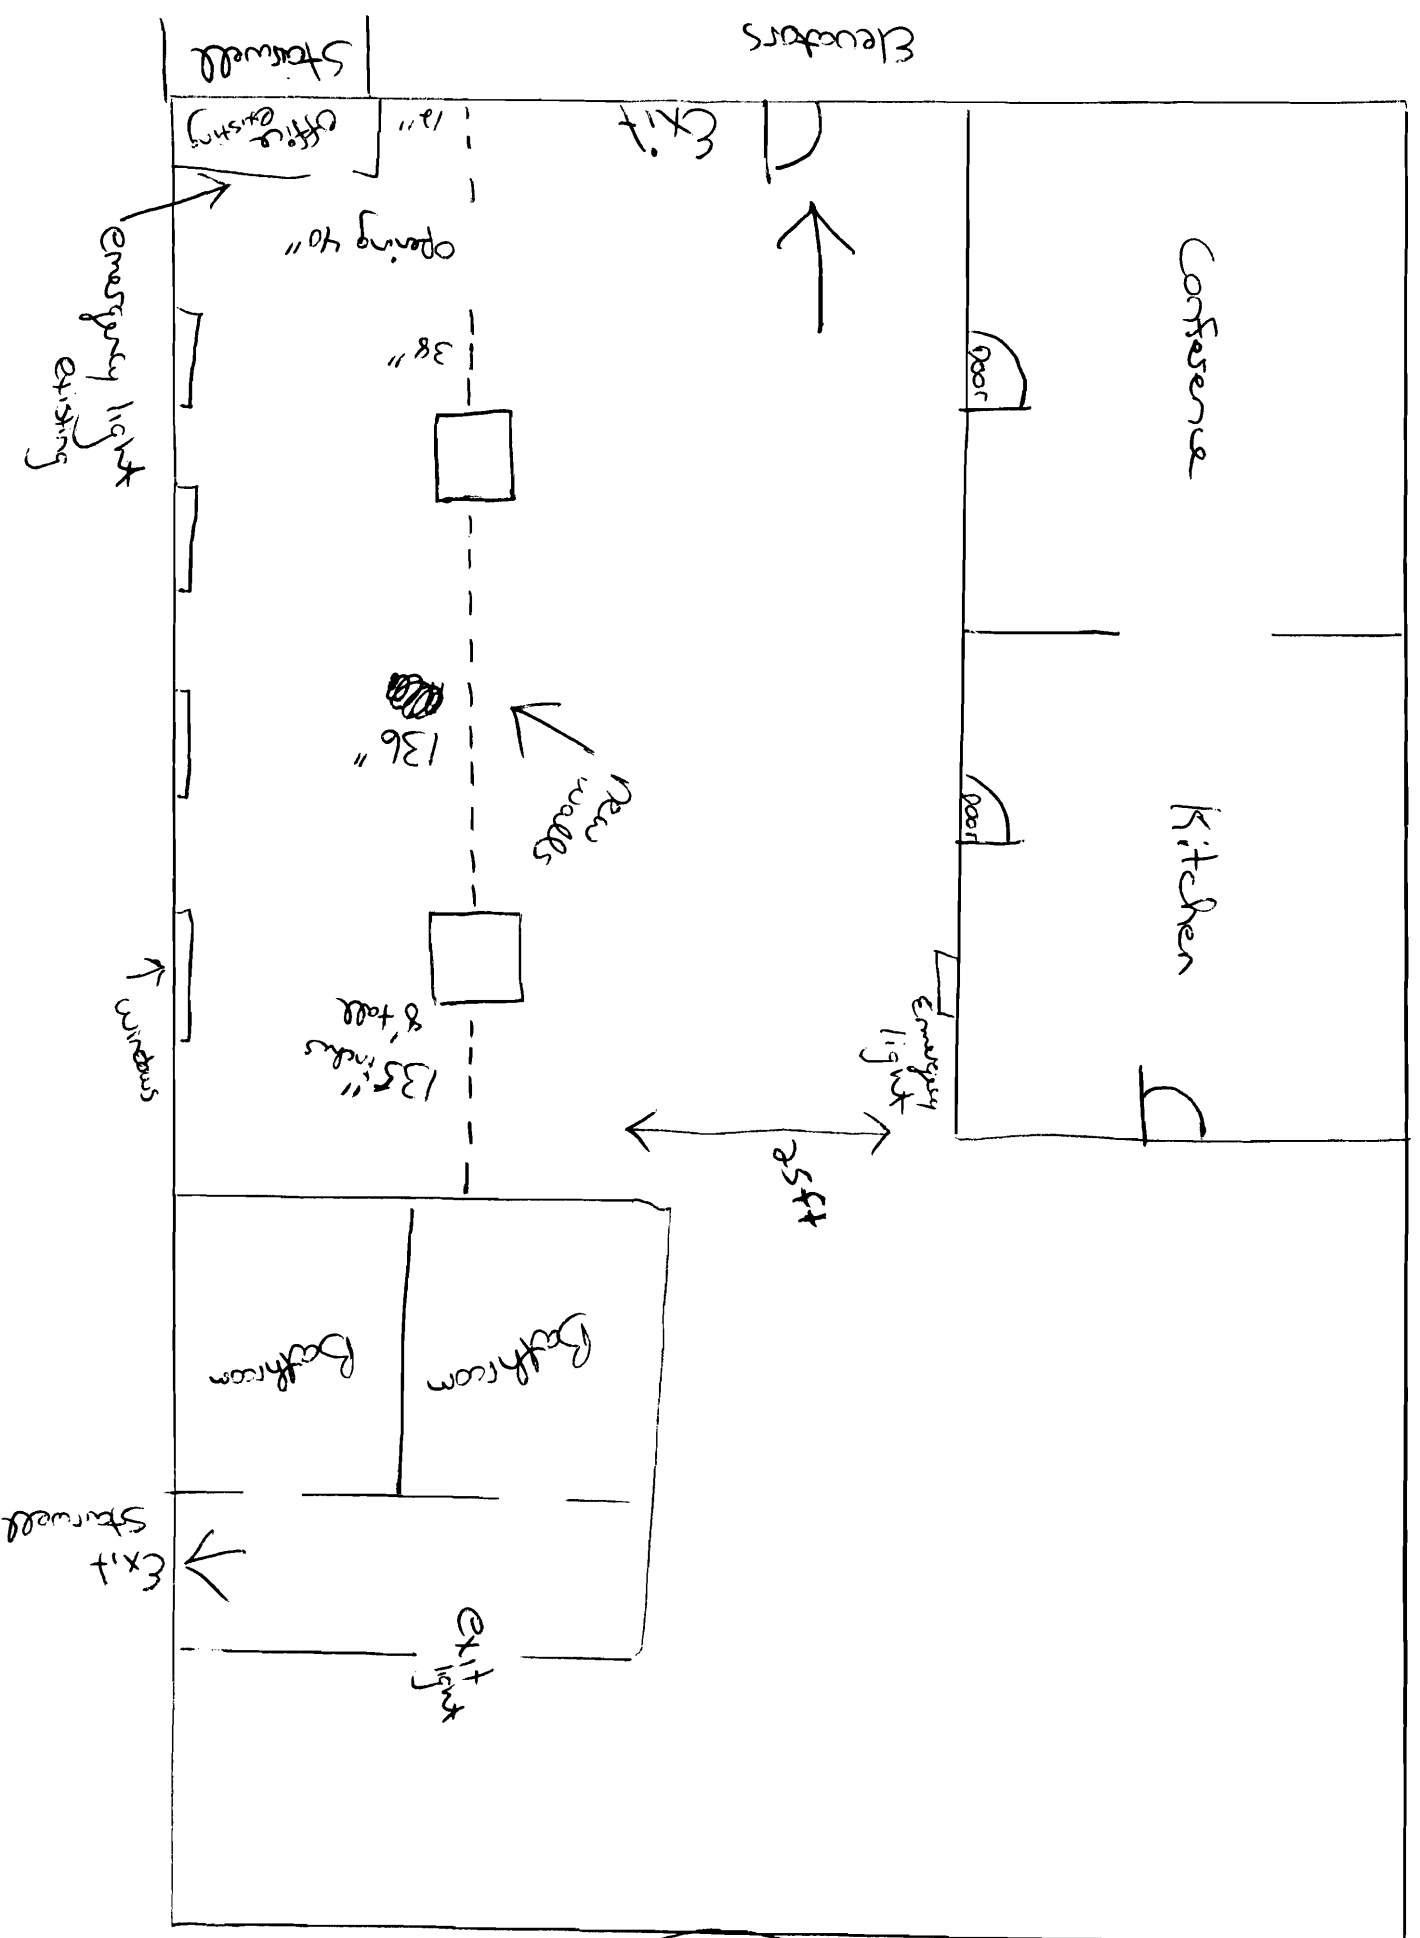 Stairwell
Elevators
office
existing
12"
Exit
emergency light
existing
Opening 40"
38"
Conference
Door
136"
new
walls
Door
Kitchen
windows
8' tall
135" inches
Emergency
light
25ft
Bathroom
Bathroom
Exit
Stairwell
exit
light